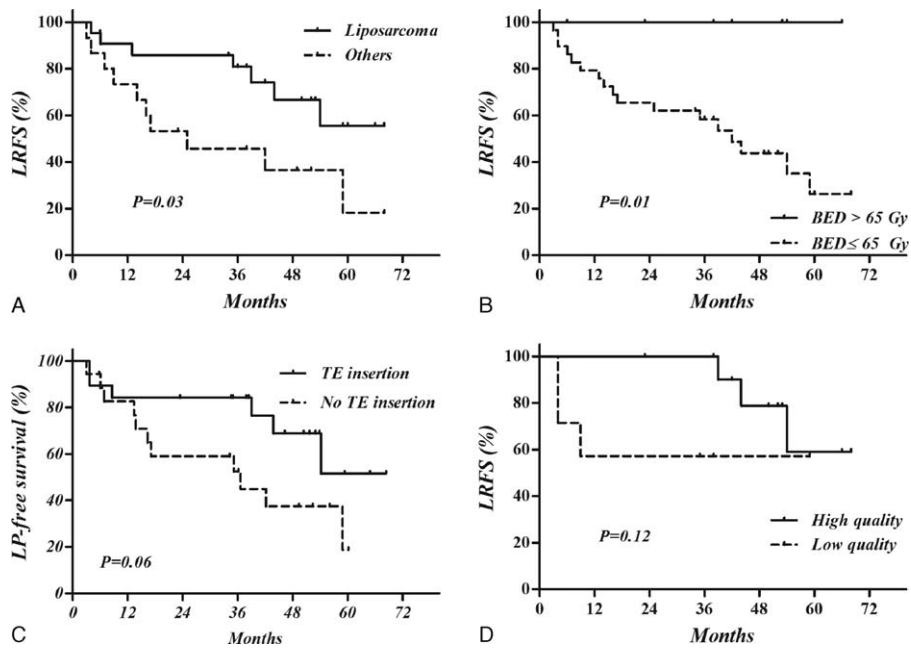 100
80
60
40
20
0
LRFS (%)
Liposarcoma
Others
P=0.03
0 12 24 36 48 60 72
Months
A
100
80
60
40
20
0
LRFS (%)
P=0.01
BED > 65 Gy
BED≤ 65 Gy
0 12 24 36 48 60 72
Months
B
100
80
60
40
20
0
LP-free survival (%)
TE insertion
No TE insertion
P=0.06
0 12 24 36 48 60 72
Months
C
100
80
60
40
20
0
LRFS (%)
High quality
Low quality
P=0.12
0 12 24 36 48 60 72
Months
D